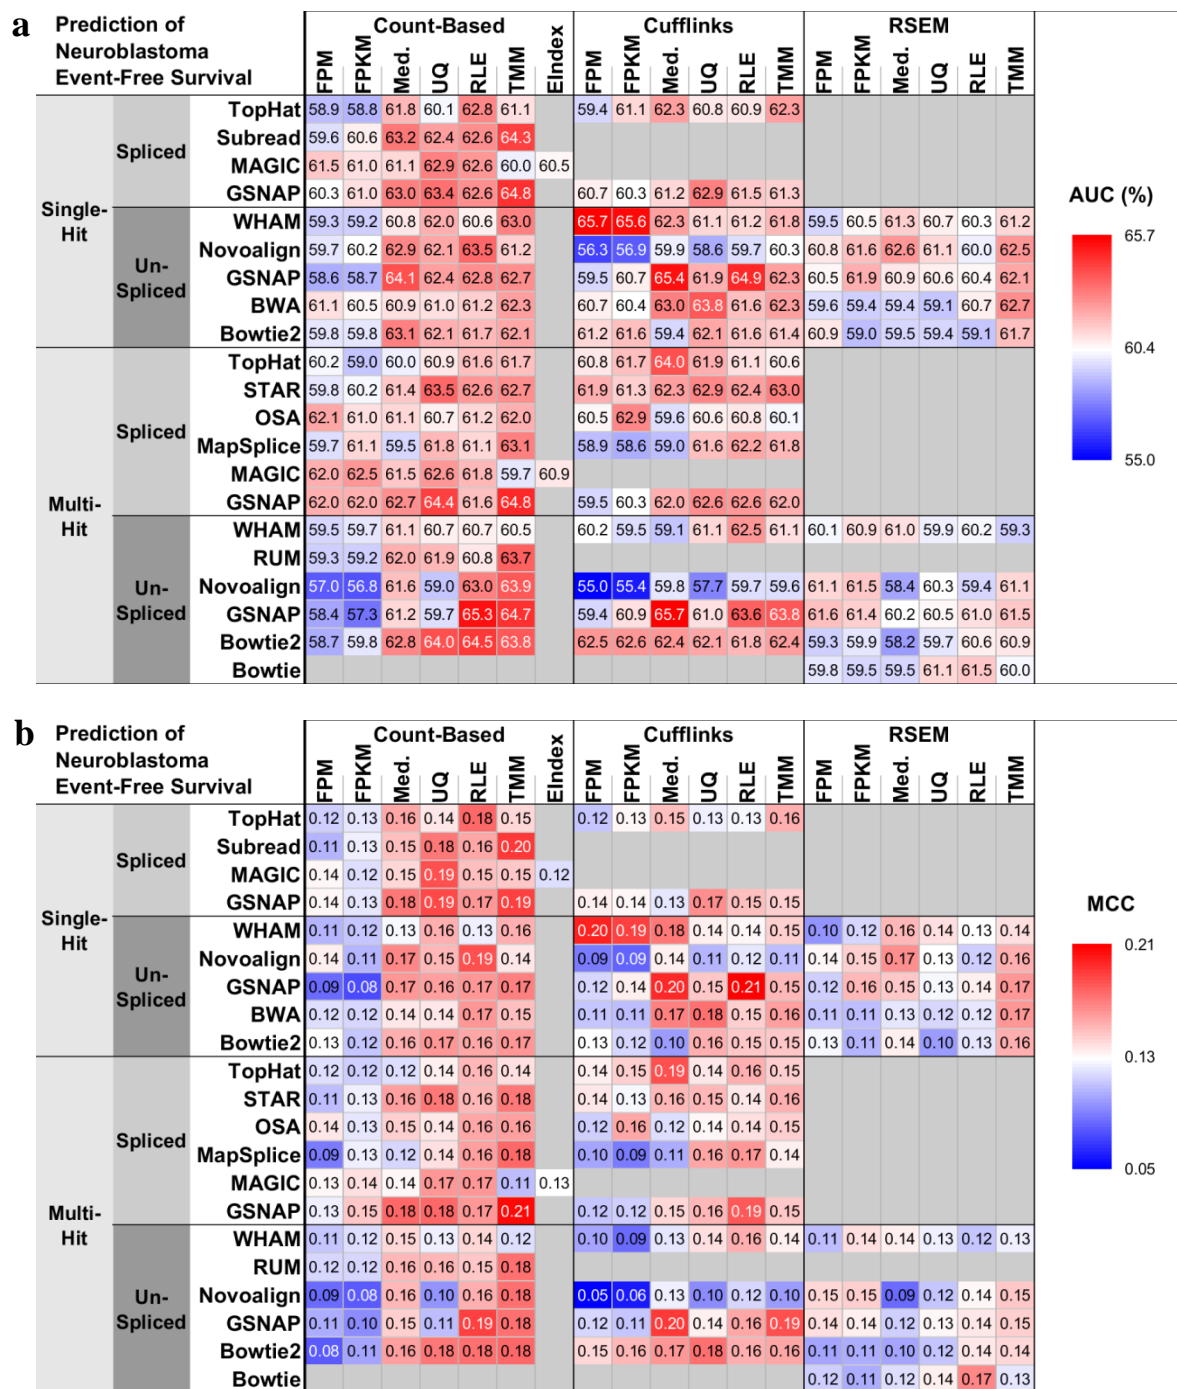 a
Prediction of Neuroblastoma Event-Free Survival
Count-Based Cufflinks RSEM
FPM FPKM Med. UQ RLE TMM EIndex FPM FPKM Med. UQ RLE TMM FPM FPKM Med. UQ RLE TMM
Single-Hit
Spliced
TopHat 58.9 58.8 61.8 60.1 62.8 61.1 59.4 61.1 62.3 60.8 60.9 62.3
Subread 59.6 60.6 63.2 62.4 62.6 64.3
MAGIC 61.5 61.0 61.1 62.9 62.6 60.0 60.5
GSNAP 60.3 61.0 63.0 63.4 62.6 64.8 60.7 60.3 61.2 62.9 61.5 61.3
Un-Spliced
WHAM 59.3 59.2 60.8 62.0 60.6 63.0 65.7 65.6 62.3 61.1 61.2 61.8 59.5 60.5 61.3 60.7 60.3 61.2
Novoalign 59.7 60.2 62.9 62.1 63.5 61.2 56.3 56.9 59.9 58.6 59.7 60.3 60.8 61.6 62.6 61.1 60.0 62.5
GSNAP 58.6 58.7 64.1 62.4 62.8 62.7 59.5 60.7 65.4 61.9 64.9 62.3 60.5 61.9 60.9 60.6 60.4 62.1
BWA 61.1 60.5 60.9 61.0 61.2 62.3 60.7 60.4 63.0 63.8 61.6 62.3 59.6 59.4 59.4 59.1 60.7 62.7
Bowtie2 59.8 59.8 63.1 62.1 61.7 62.1 61.2 61.6 59.4 62.1 61.6 61.4 60.9 59.0 59.5 59.4 59.1 61.7
Multi-Hit
Spliced
TopHat 60.2 59.0 60.0 60.9 61.6 61.7 60.8 61.7 64.0 61.9 61.1 60.6
STAR 59.8 60.2 61.4 63.5 62.6 62.7 61.9 61.3 62.3 62.9 62.4 63.0
OSA 62.1 61.0 61.1 60.7 61.2 62.0 60.5 62.9 59.6 60.6 60.8 60.1
MapSplice 59.7 61.1 59.5 61.8 61.1 63.1 58.9 58.6 59.0 61.6 62.2 61.8
MAGIC 62.0 62.5 61.5 62.6 61.8 59.7 60.9
GSNAP 62.0 62.0 62.7 64.4 61.6 64.8 59.5 60.3 62.0 62.6 62.6 62.0
Un-Spliced
WHAM 59.5 59.7 61.1 60.7 60.7 60.5 60.2 59.5 59.1 61.1 62.5 61.1 60.1 60.9 61.0 59.9 60.2 59.3
RUM 59.3 59.2 62.0 61.9 60.8 63.7
Novoalign 57.0 56.8 61.6 59.0 63.0 63.9 55.0 55.4 59.8 57.7 59.7 59.6 61.1 61.5 58.4 60.3 59.4 61.1
GSNAP 58.4 57.3 61.2 59.7 65.3 64.7 59.4 60.9 65.7 61.0 63.6 63.8 61.6 61.4 60.2 60.5 61.0 61.5
Bowtie2 58.7 59.8 62.8 64.0 64.5 63.8 62.5 62.6 62.4 62.1 61.8 62.4 59.3 59.9 58.2 59.7 60.6 60.9
Bowtie 59.8 59.5 59.5 61.1 61.5 60.0
AUC (%)
65.7
60.4
55.0
b
Prediction of Neuroblastoma Event-Free Survival
Count-Based Cufflinks RSEM
FPM FPKM Med. UQ RLE TMM EIndex FPM FPKM Med. UQ RLE TMM FPM FPKM Med. UQ RLE TMM
Single-Hit
Spliced
TopHat 0.12 0.13 0.16 0.14 0.18 0.15 0.12 0.13 0.15 0.13 0.13 0.16
Subread 0.11 0.13 0.15 0.18 0.16 0.20
MAGIC 0.14 0.12 0.15 0.19 0.15 0.15 0.12
GSNAP 0.14 0.13 0.18 0.19 0.17 0.19 0.14 0.14 0.13 0.17 0.15 0.15
Un-Spliced
WHAM 0.11 0.12 0.13 0.16 0.13 0.16 0.20 0.19 0.18 0.14 0.14 0.15 0.10 0.12 0.16 0.14 0.13 0.14
Novoalign 0.14 0.11 0.17 0.15 0.19 0.14 0.09 0.09 0.14 0.11 0.12 0.11 0.14 0.15 0.17 0.13 0.12 0.16
GSNAP 0.09 0.08 0.17 0.16 0.17 0.17 0.12 0.14 0.20 0.15 0.21 0.15 0.12 0.16 0.15 0.13 0.14 0.17
BWA 0.12 0.12 0.14 0.14 0.17 0.15 0.11 0.11 0.17 0.18 0.15 0.16 0.11 0.11 0.13 0.12 0.12 0.17
Bowtie2 0.13 0.12 0.16 0.17 0.16 0.17 0.13 0.12 0.10 0.16 0.15 0.15 0.13 0.11 0.14 0.10 0.13 0.16
Multi-Hit
Spliced
TopHat 0.12 0.12 0.12 0.14 0.16 0.14 0.14 0.15 0.19 0.14 0.16 0.15
STAR 0.11 0.13 0.16 0.18 0.16 0.18 0.14 0.13 0.16 0.15 0.14 0.16
OSA 0.14 0.13 0.15 0.14 0.16 0.16 0.12 0.16 0.12 0.13 0.14 0.15
MapSplice 0.09 0.13 0.12 0.14 0.16 0.18 0.10 0.09 0.11 0.16 0.17 0.14
MAGIC 0.13 0.14 0.14 0.17 0.17 0.11 0.13
GSNAP 0.13 0.15 0.18 0.18 0.17 0.21 0.12 0.12 0.15 0.16 0.19 0.15
Un-Spliced
WHAM 0.11 0.12 0.15 0.13 0.14 0.12 0.10 0.09 0.13 0.14 0.16 0.14 0.11 0.14 0.14 0.13 0.12 0.13
RUM 0.12 0.12 0.16 0.16 0.15 0.18
Novoalign 0.09 0.08 0.16 0.10 0.16 0.18 0.05 0.06 0.13 0.10 0.12 0.10 0.15 0.15 0.09 0.12 0.14 0.15
GSNAP 0.11 0.10 0.15 0.11 0.19 0.18 0.12 0.11 0.20 0.14 0.16 0.19 0.14 0.14 0.12 0.13 0.14 0.15
Bowtie2 0.08 0.11 0.16 0.18 0.18 0.18 0.15 0.16 0.17 0.18 0.16 0.16 0.11 0.11 0.10 0.12 0.14 0.14
Bowtie 0.12 0.11 0.12 0.14 0.17 0.13
MCC
0.21
0.13
0.05